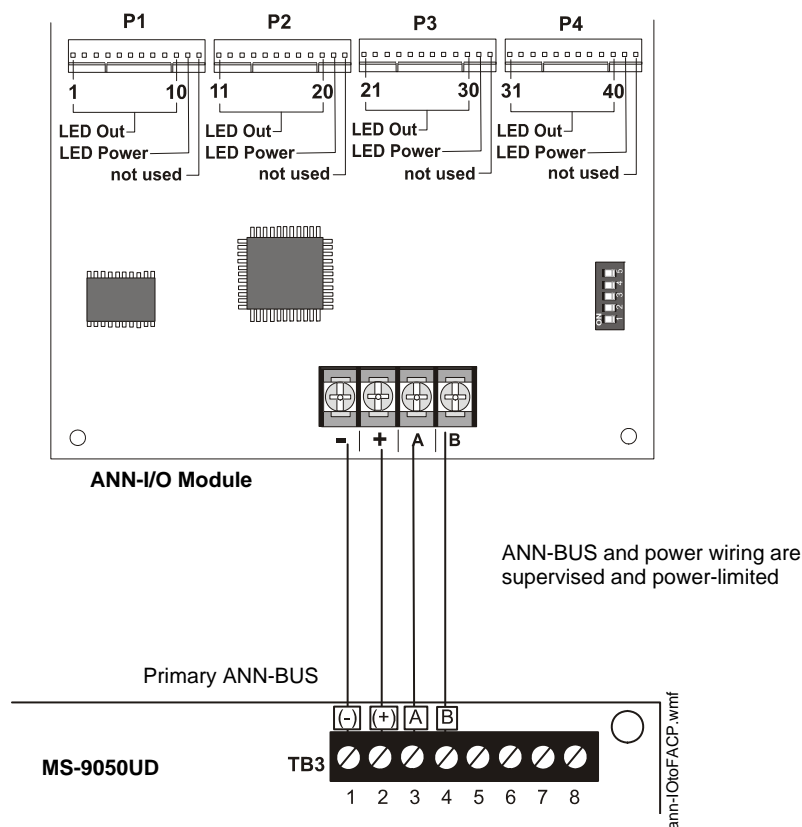 P1 P2 P3 P4
1 10 11 20 21 30 31 40
LED Out LED Out LED Out LED Out
LED Power LED Power LED Power LED Power
not used not used not used not used
ON 1 2 3 4 5
- + A B
ANN-I/O Module
ANN-BUS and power wiring are
supervised and power-limited
Primary ANN-BUS
(-) (+) A B
MS-9050UD TB3
1 2 3 4 5 6 7 8
ann-IOtoFACP.wmf